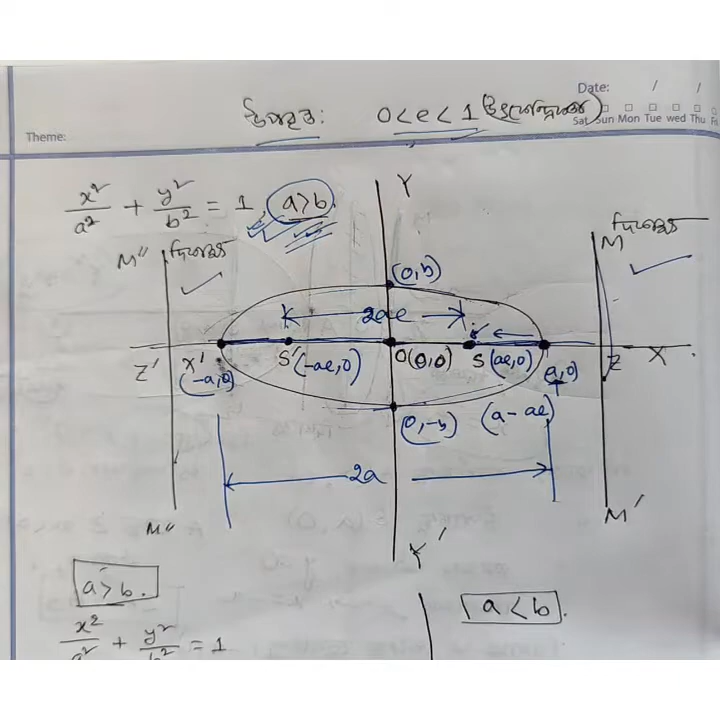 Date: / /
উপবৃত্ত: 0<e<1 (উৎকেন্দ্রিকতা)
Sat Sun Mon Tue wed Thu Fri
Theme:
x²/a² + y²/b² = 1, a>b
Y
M'' নিয়ামক
নিয়ামক
M
(0,b)
2ae
Z' X' S' (-ae,0) O(0,0) S (ae,0) (a,0) Z X
(-a,0)
(0,-b) (a-ae)
2a
M'' M'
Y'
a>b.
a<b.
x²/a² + y²/b² = 1